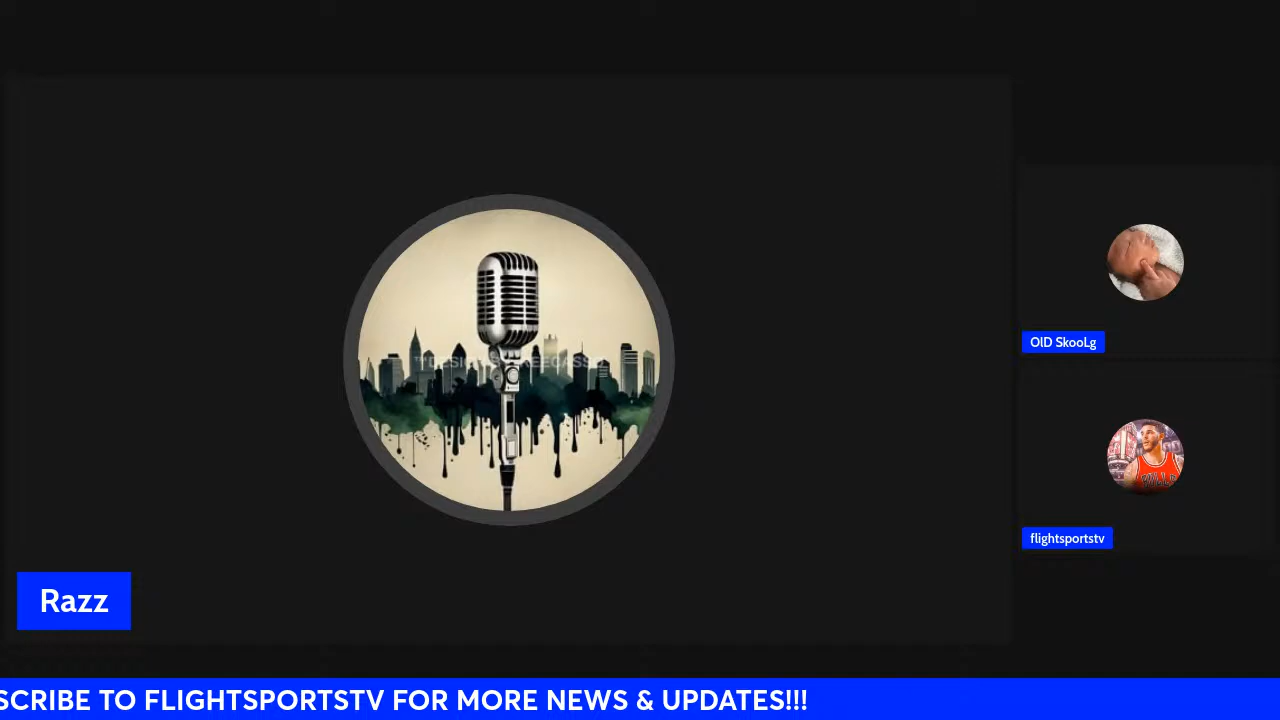 OlD SkooLg
flightsportstv
Razz
SCRIBE TO FLIGHTSPORTSTV FOR MORE NEWS & UPDATES!!!